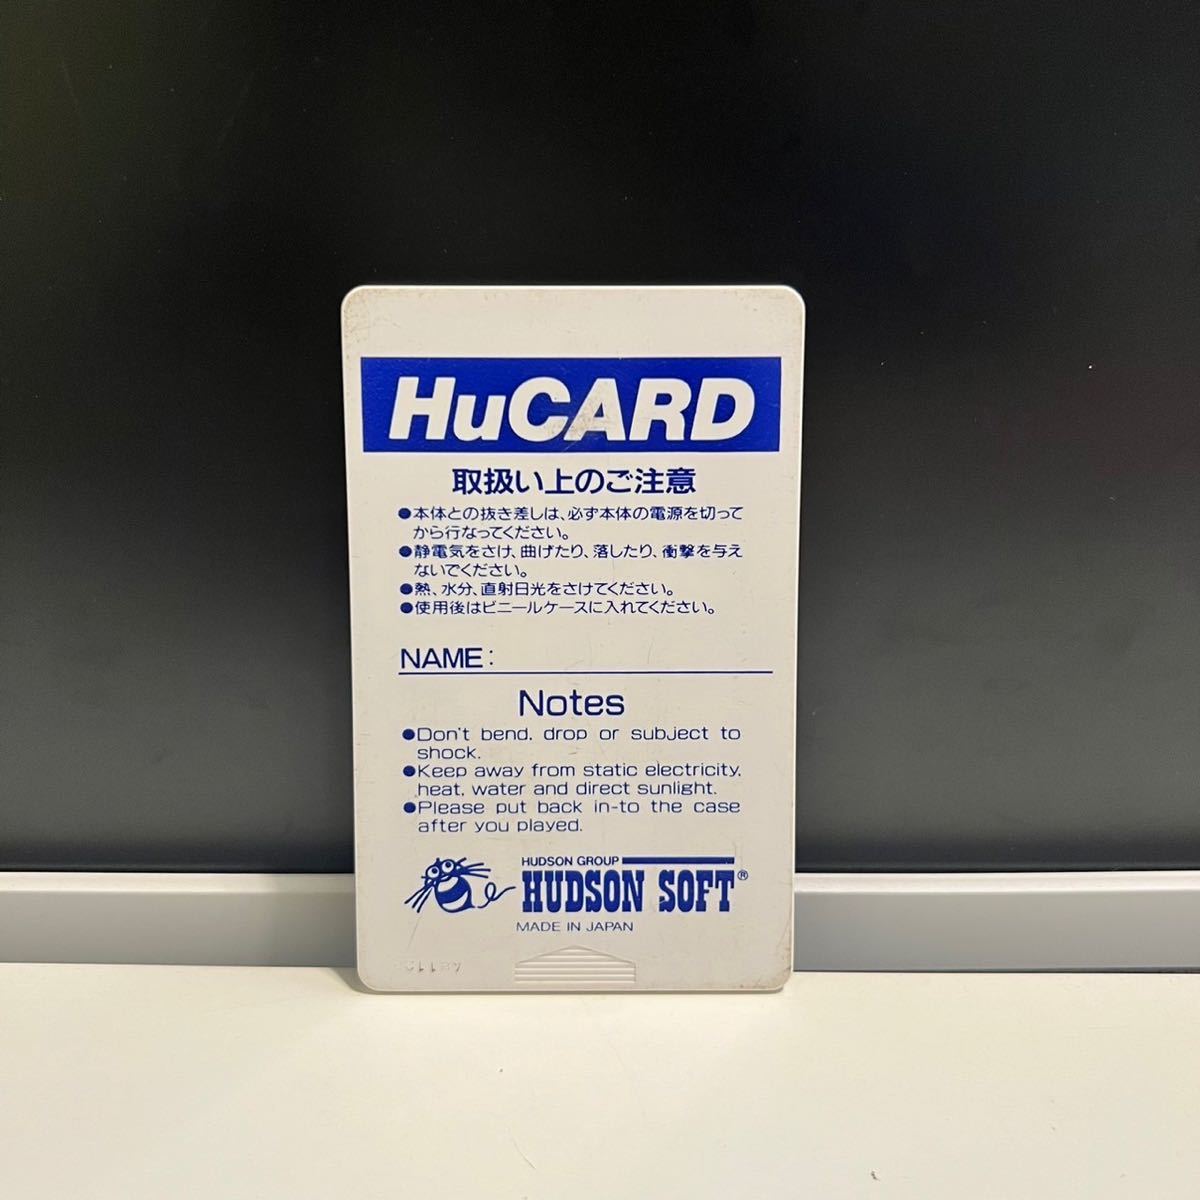 HuCARD
取扱い上のご注意
●本体との抜き差しは、必ず本体の電源を切って
から行なってください。
●静電気をさけ、曲げたり、落したり、衝撃を与え
ないでください。
●熱、水分、直射日光をさけてください。
●使用後はビニールケースに入れてください。
NAME:
Notes
●Don't bend, drop or subject to
shock.
●Keep away from static electricity,
heat, water and direct sunlight.
●Please put back in-to the case
after you played.
HUDSON GROUP
HUDSON SOFT®
MADE IN JAPAN